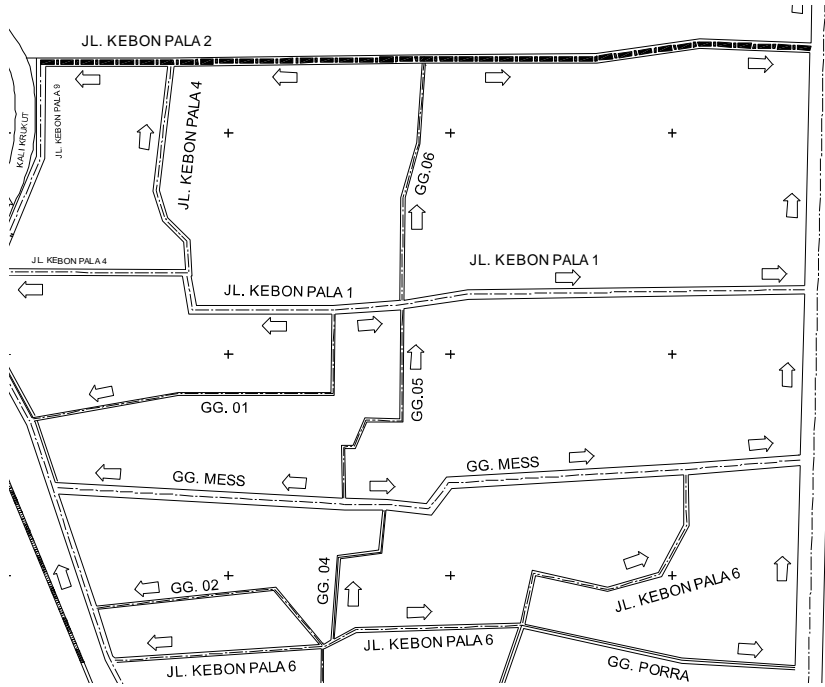 JL. KEBON PALA 2
JL. KEBON PALA 9
JL. KEBON PALA 4
KALI KRUKUT
GG.06
JL. KEBON PALA 4
JL. KEBON PALA 1
JL. KEBON PALA 1
GG. 01
GG.05
GG. MESS
GG. MESS
GG. 02
GG. 04
JL. KEBON PALA 6
JL. KEBON PALA 6
JL. KEBON PALA 6
GG. PORRA